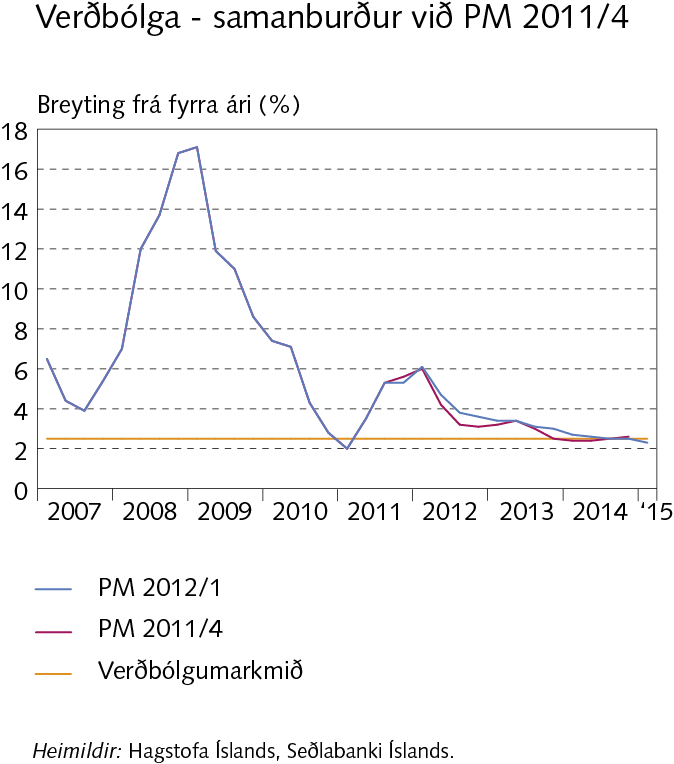 Verðbólga - samanburður við PM 2011/4
Breyting frá fyrra ári (%)
18
16
14
12
10
8
6
4
2
0
2007 2008 2009 2010 2011 2012 2013 2014 '15
PM 2012/1
PM 2011/4
Verðbólgumarkmið
Heimildir: Hagstofa Íslands, Seðlabanki Íslands.